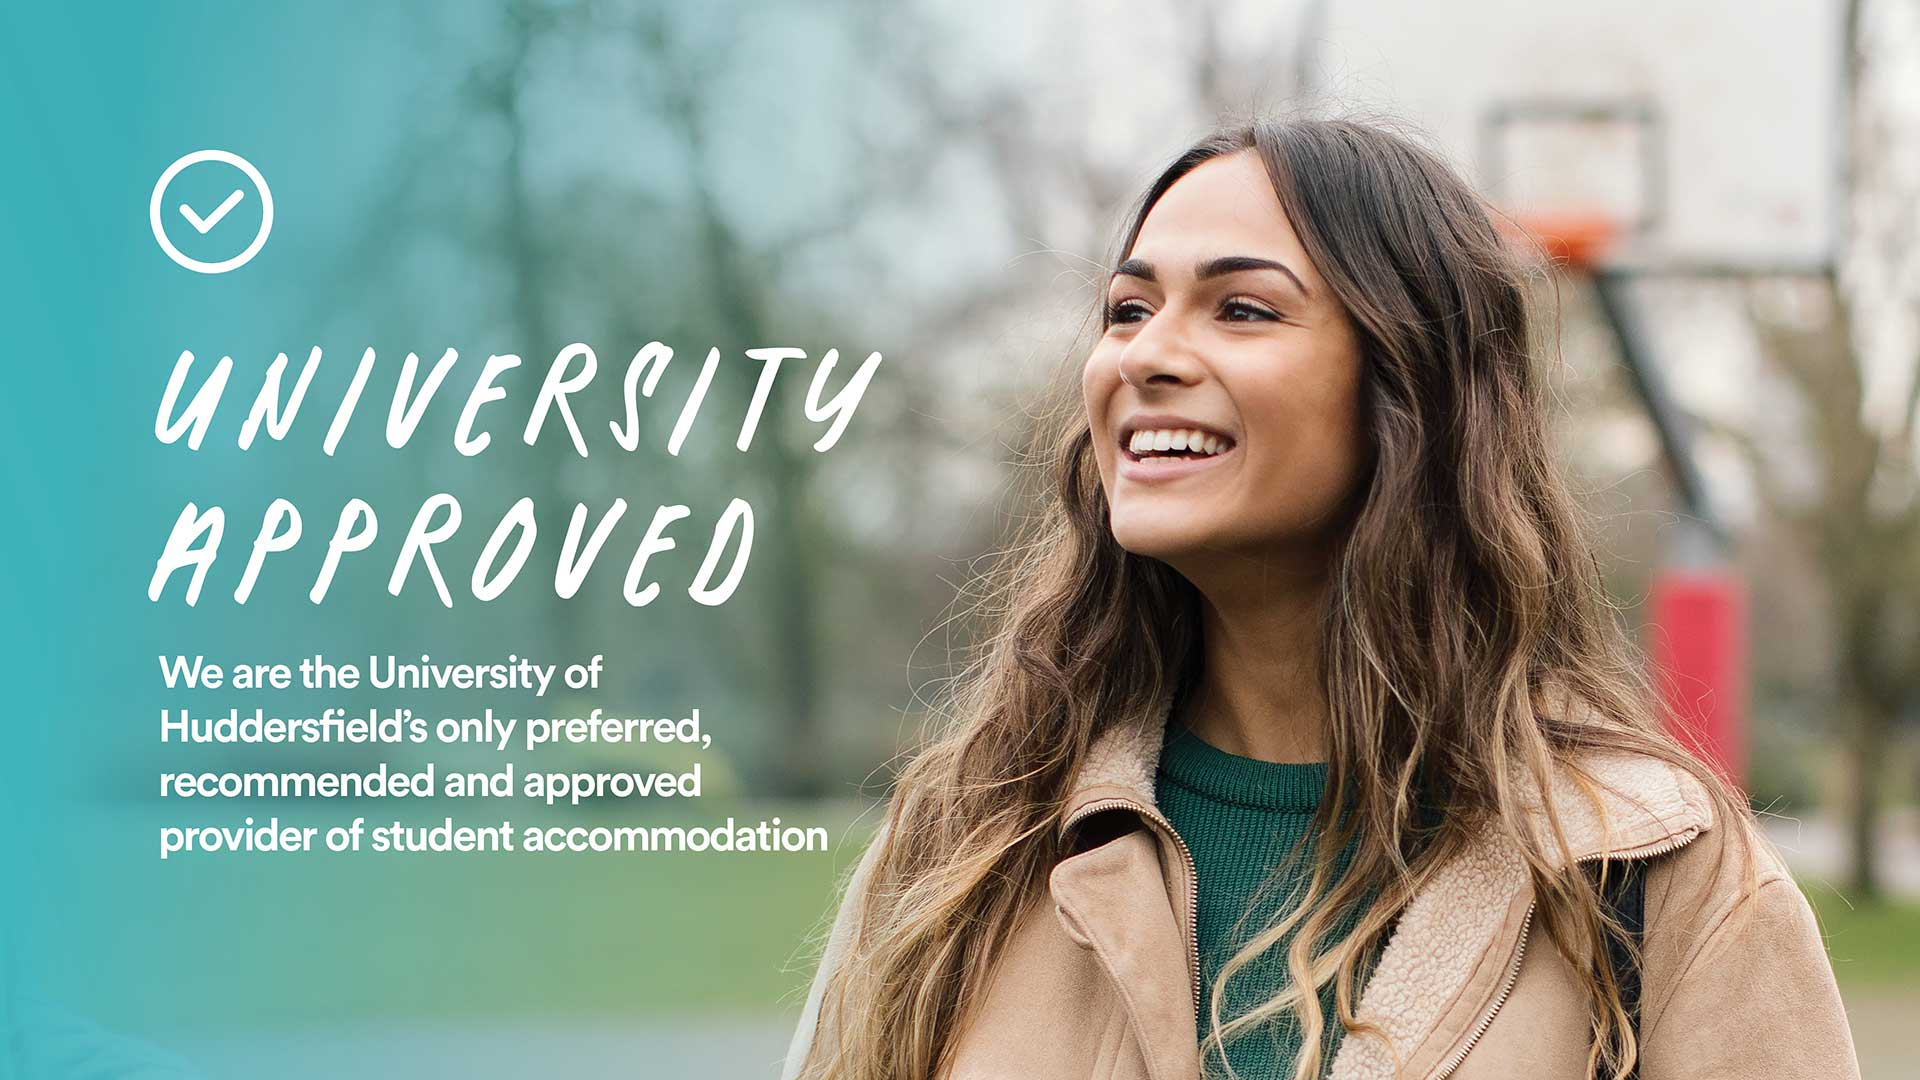 UNIVERSITY
APPROVED
We are the University of
Huddersfield’s only preferred,
recommended and approved
provider of student accommodation